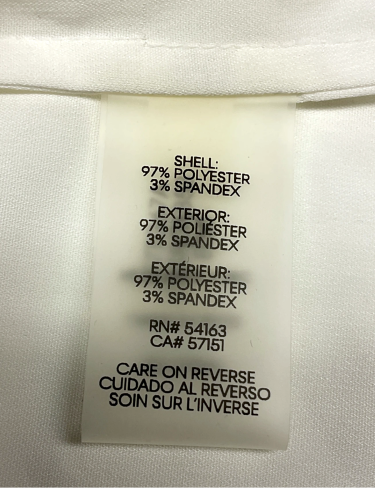 SHELL:
97% POLYESTER
3% SPANDEX
EXTERIOR:
97% POLIÉSTER
3% SPANDEX
EXTÉRIEUR:
97% POLYESTER
3% SPANDEX
RN# 54163
CA# 57151
CARE ON REVERSE
CUIDADO AL REVERSO
SOIN SUR L'INVERSE